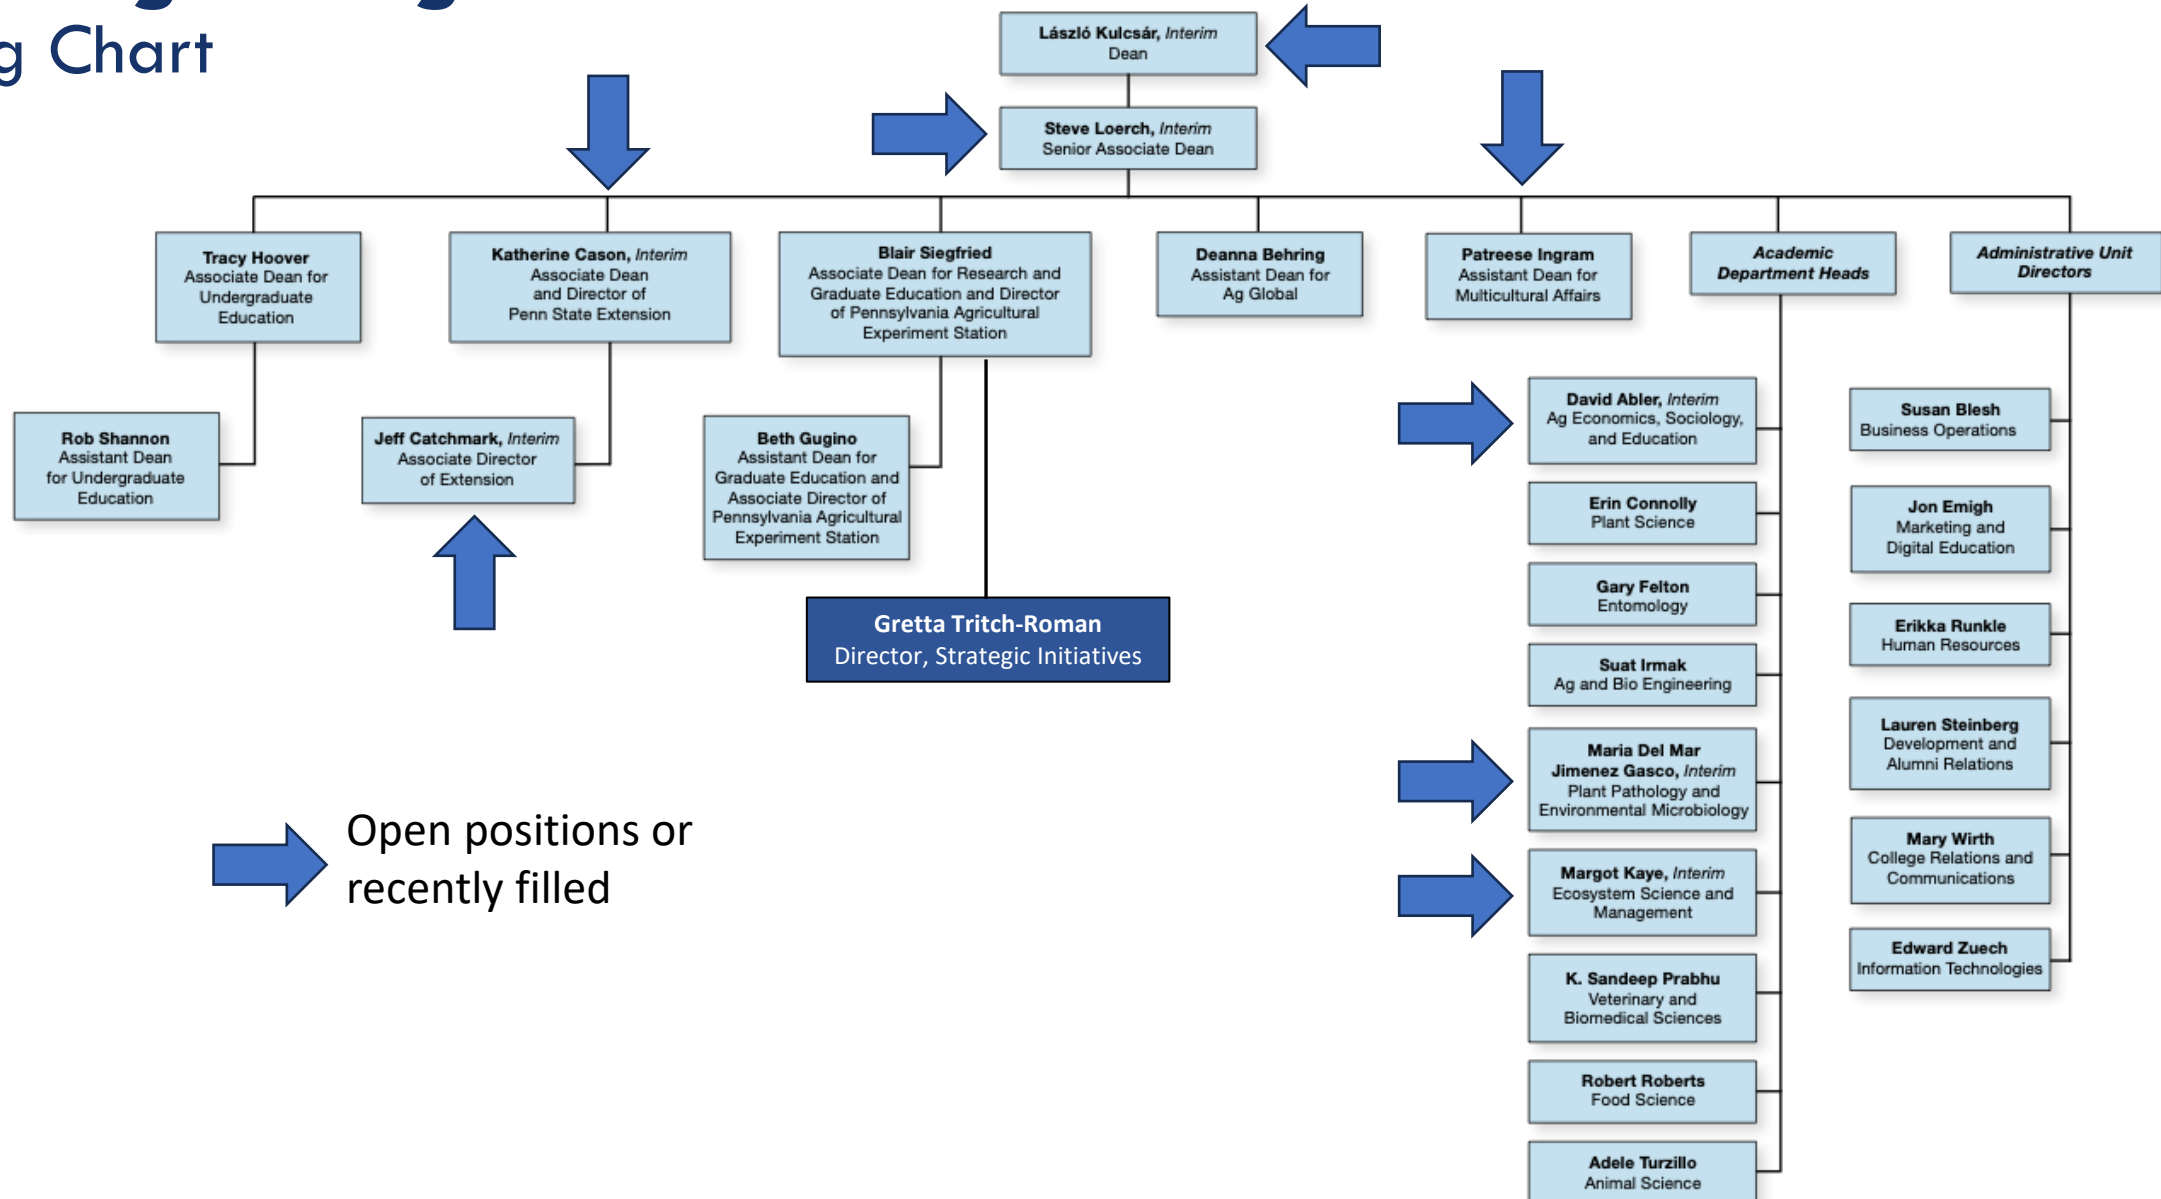 g Chart
László Kulcsár, Interim
Dean
Steve Loerch, Interim
Senior Associate Dean
Tracy Hoover
Associate Dean for
Undergraduate
Education
Katherine Cason, Interim
Associate Dean
and Director of
Penn State Extension
Blair Siegfried
Associate Dean for Research and
Graduate Education and Director
of Pennsylvania Agricultural
Experiment Station
Deanna Behring
Assistant Dean for
Ag Global
Patreese Ingram
Assistant Dean for
Multicultural Affairs
Academic
Department Heads
Administrative Unit
Directors
Rob Shannon
Assistant Dean
for Undergraduate
Education
Jeff Catchmark, Interim
Associate Director
of Extension
Beth Gugino
Assistant Dean for
Graduate Education and
Associate Director of
Pennsylvania Agricultural
Experiment Station
Gretta Tritch-Roman
Director, Strategic Initiatives
David Abler, Interim
Ag Economics, Sociology,
and Education
Erin Connolly
Plant Science
Gary Felton
Entomology
Suat Irmak
Ag and Bio Engineering
Maria Del Mar
Jimenez Gasco, Interim
Plant Pathology and
Environmental Microbiology
Margot Kaye, Interim
Ecosystem Science and
Management
K. Sandeep Prabhu
Veterinary and
Biomedical Sciences
Robert Roberts
Food Science
Adele Turzillo
Animal Science
Susan Blesh
Business Operations
Jon Emigh
Marketing and
Digital Education
Erikka Runkle
Human Resources
Lauren Steinberg
Development and
Alumni Relations
Mary Wirth
College Relations and
Communications
Edward Zuech
Information Technologies
Open positions or
recently filled